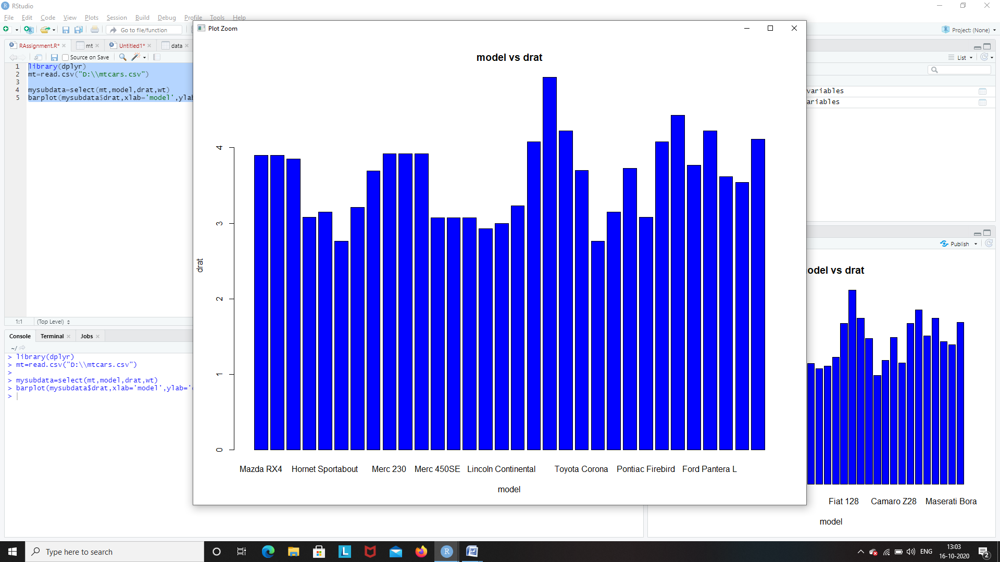 RStudio
File Edit Code View Plots Session Build Debug Profile Tools Help
Go to file/function
Project: (None)
RAssignment.R* mt Untitled1* data
Source on Save
1 library(dplyr)
2 mt=read.csv("D:\\mtcars.csv")
3
4 mysubdata=select(mt,model,drat,wt)
5 barplot(mysubdata$drat,xlab='model',ylab
1:1 (Top Level)
Console Terminal Jobs
~/
> library(dplyr)
> mt=read.csv("D:\\mtcars.csv")
>
> mysubdata=select(mt,model,drat,wt)
> barplot(mysubdata$drat,xlab='model',ylab='
>
Plot Zoom
model vs drat
drat
4
3
2
1
0
Mazda RX4 Hornet Sportabout Merc 230 Merc 450SE Lincoln Continental Toyota Corona Pontiac Firebird Ford Pantera L
model
List
variables
ariables
Publish
odel vs drat
Fiat 128 Camaro Z28 Maserati Bora
model
Type here to search
ENG
13:03
16-10-2020
2